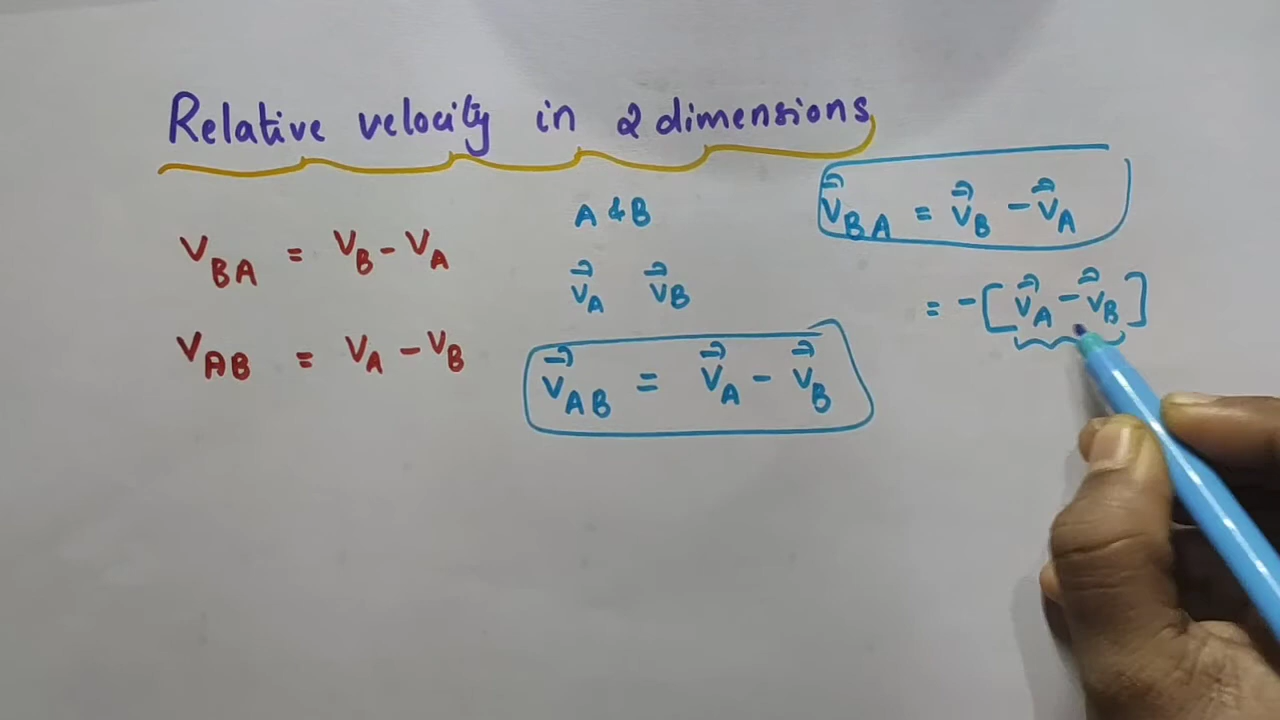 Relative velocity in 2 dimensions
V_BA = V_B - V_A
V_AB = V_A - V_B
A & B
v⃗_A v⃗_B
v⃗_AB = v⃗_A - v⃗_B
v⃗_BA = v⃗_B - v⃗_A
= -[v⃗_A - v⃗_B]